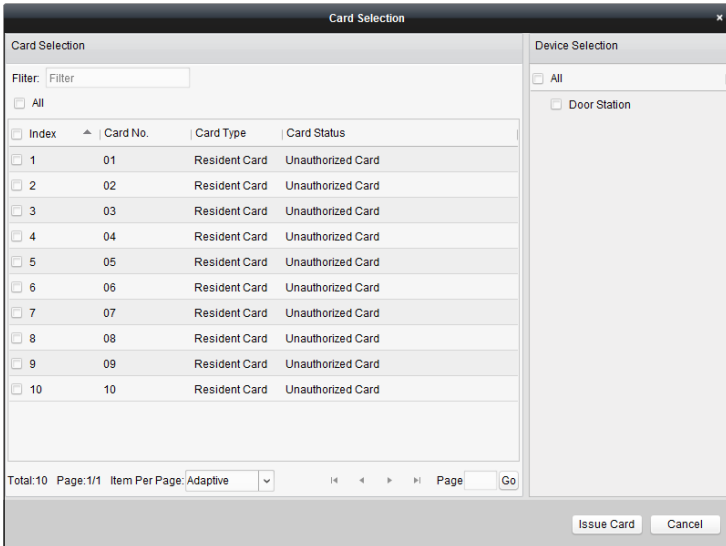 Card Selection
×
Card Selection
Fliter: Filter
All
Index Card No. Card Type Card Status
1 01 Resident Card Unauthorized Card
2 02 Resident Card Unauthorized Card
3 03 Resident Card Unauthorized Card
4 04 Resident Card Unauthorized Card
5 05 Resident Card Unauthorized Card
6 06 Resident Card Unauthorized Card
7 07 Resident Card Unauthorized Card
8 08 Resident Card Unauthorized Card
9 09 Resident Card Unauthorized Card
10 10 Resident Card Unauthorized Card
Total:10 Page:1/1 Item Per Page: Adaptive Page Go
Device Selection
All
Door Station
Issue Card Cancel